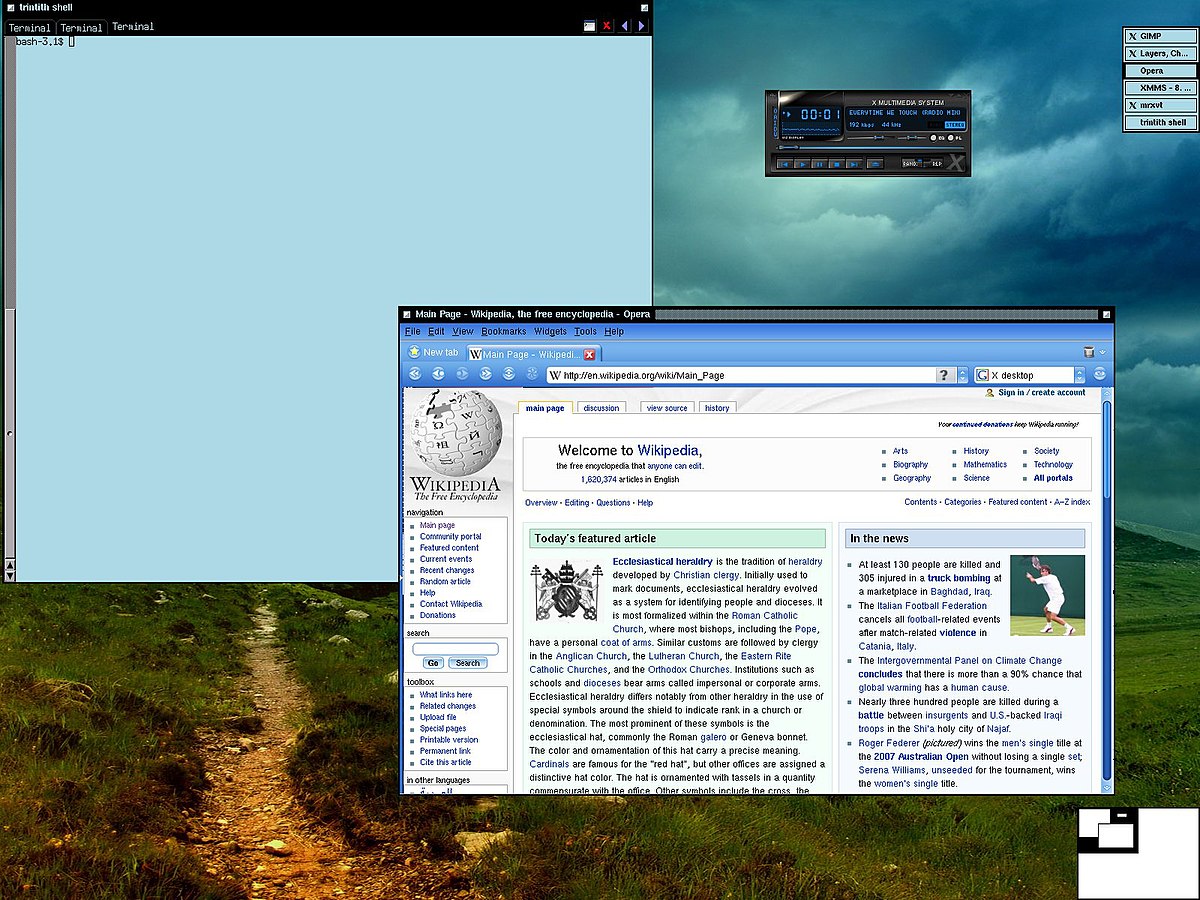 trintith shell
Terminal Terminal Terminal
bash-3.1$
X MULTIMEDIA SYSTEM
00:01
EVERYTIME WE TOUCH (RADIO MIX)
192 kbps 44 kHz
STEREO
GIMP
Layers, Ch...
Opera
XMMS - 8. ...
mrxvt
trintith shell
Main Page - Wikipedia, the free encyclopedia - Opera
File Edit View Bookmarks Widgets Tools Help
New tab Main Page - Wikipedi...
http://en.wikipedia.org/wiki/Main_Page ? X desktop
Sign in / create account
main page discussion view source history
Your continued donations keep Wikipedia running!
WIKIPEDIA
The Free Encyclopedia
navigation
Main page
Community portal
Featured content
Current events
Recent changes
Random article
Help
Contact Wikipedia
Donations
search
Go Search
toolbox
What links here
Related changes
Upload file
Special pages
Printable version
Permanent link
Cite this article
in other languages
Welcome to Wikipedia,
the free encyclopedia that anyone can edit.
1,620,374 articles in English
Arts History Society
Biography Mathematics Technology
Geography Science All portals
Overview · Editing · Questions · Help
Contents · Categories · Featured content · A–Z index
Today's featured article
Ecclesiastical heraldry is the tradition of heraldry
developed by Christian clergy. Initially used to
mark documents, ecclesiastical heraldry evolved
as a system for identifying people and dioceses. It
is most formalized within the Roman Catholic
Church, where most bishops, including the Pope,
have a personal coat of arms. Similar customs are followed by clergy
in the Anglican Church, the Lutheran Church, the Eastern Rite
Catholic Churches, and the Orthodox Churches. Institutions such as
schools and dioceses bear arms called impersonal or corporate arms.
Ecclesiastical heraldry differs notably from other heraldry in the use of
special symbols around the shield to indicate rank in a church or
denomination. The most prominent of these symbols is the
ecclesiastical hat, commonly the Roman galero or Geneva bonnet.
The color and ornamentation of this hat carry a precise meaning.
Cardinals are famous for the "red hat", but other offices are assigned a
distinctive hat color. The hat is ornamented with tassels in a quantity
commensurate with the office. Other symbols include the cross, the
In the news
At least 130 people are killed and
305 injured in a truck bombing at
a marketplace in Baghdad, Iraq.
The Italian Football Federation
cancels all football-related events
after match-related violence in
Catania, Italy.
The Intergovernmental Panel on Climate Change
concludes that there is more than a 90% chance that
global warming has a human cause.
Nearly three hundred people are killed during a
battle between insurgents and U.S.-backed Iraqi
troops in the Shi'a holy city of Najaf.
Roger Federer (pictured) wins the men's single title at
the 2007 Australian Open without losing a single set;
Serena Williams, unseeded for the tournament, wins
the women's single title.